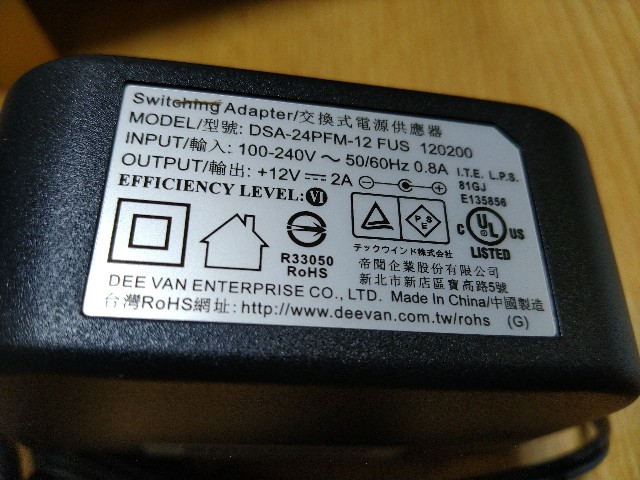 Switching Adapter/交換式電源供應器
MODEL/型號: DSA-24PFM-12 FUS 120200
INPUT/輸入: 100-240V ~ 50/60Hz 0.8A
OUTPUT/輸出: +12V ⎓ 2A
I.T.E. L.P.S.
81GJ
E135856
EFFICIENCY LEVEL: VI
PSE
C UL US
LISTED
R33050
RoHS
テックウインド株式会社
帝聞企業股份有限公司
新北市新店區寶高路5號
DEE VAN ENTERPRISE CO., LTD. Made In China/中國製造
台灣RoHS網址: http://www.deevan.com.tw/rohs (G)